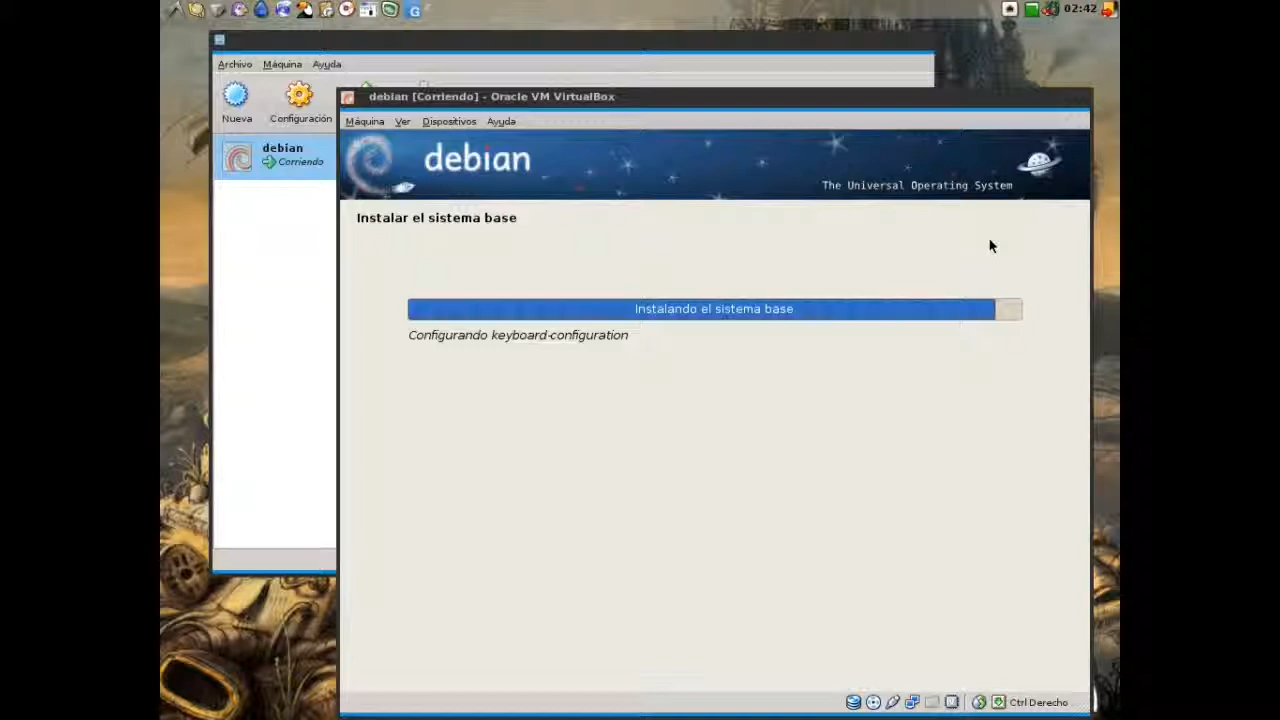 02:42
Archivo Máquina Ayuda
Nueva
Configuración
debian
Corriendo
debian [Corriendo] - Oracle VM VirtualBox
Máquina Ver Dispositivos Ayuda
debian
The Universal Operating System
Instalar el sistema base
Instalando el sistema base
Configurando keyboard-configuration
Ctrl Derecho